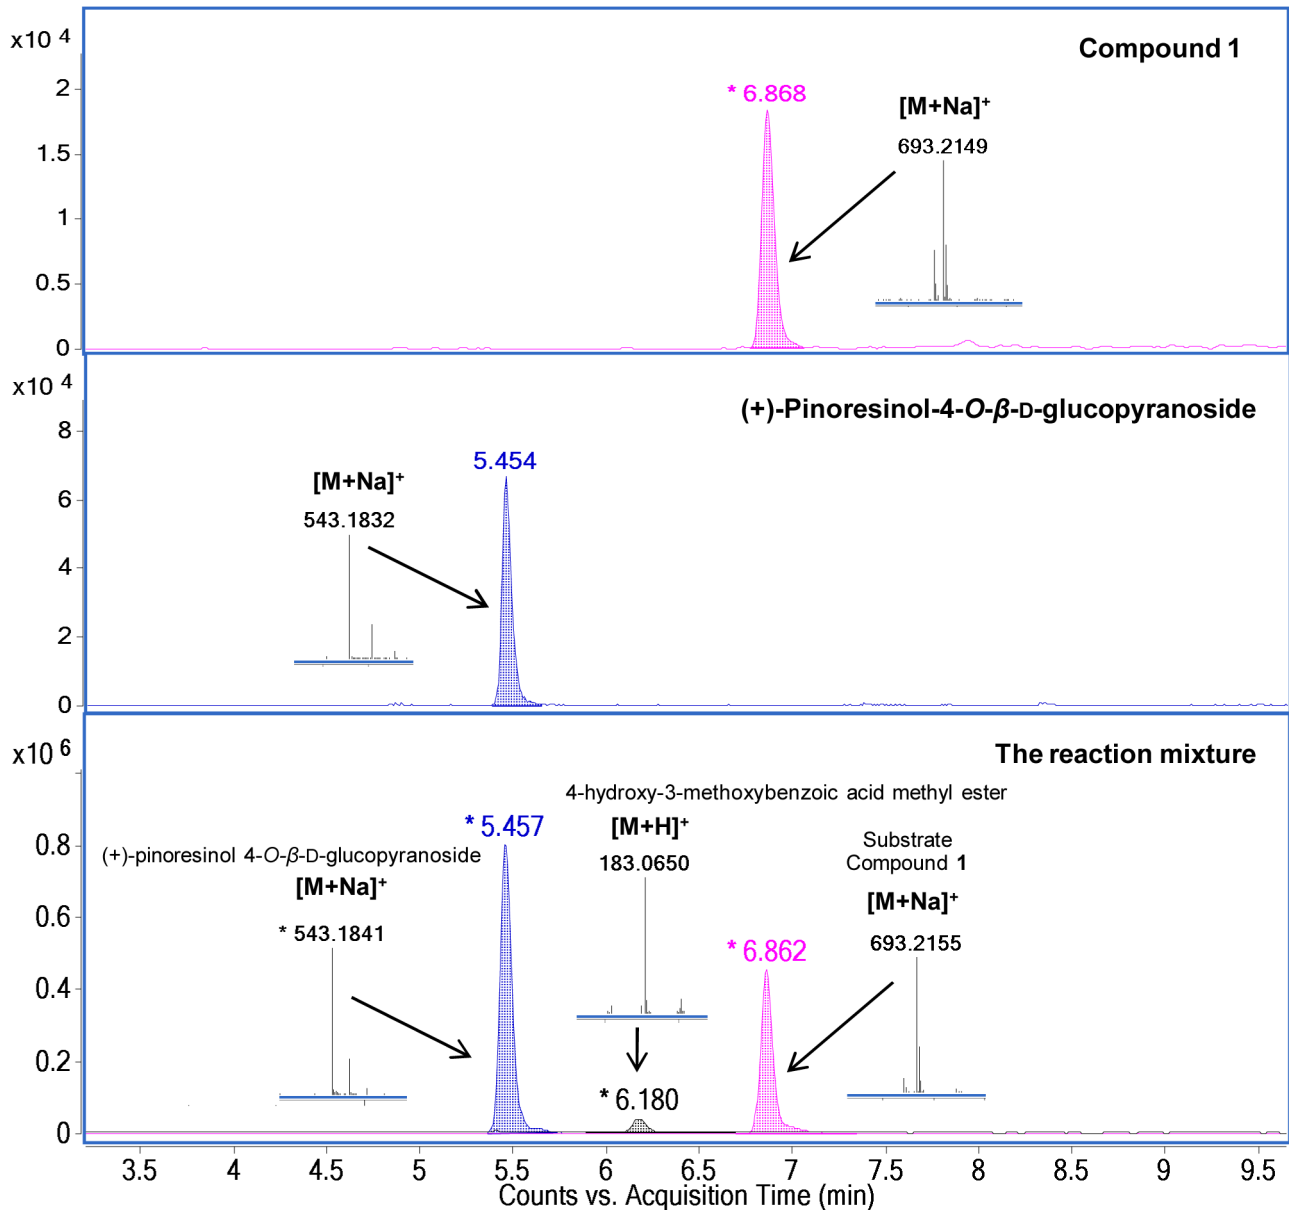 x10 4
Compound 1
2
* 6.868
[M+Na]+
693.2149
1.5
1
0.5
0
x10 4
(+)-Pinoresinol-4-O-β-D-glucopyranoside
8
5.454
[M+Na]+
543.1832
6
4
2
0
x10 6
The reaction mixture
4-hydroxy-3-methoxybenzoic acid methyl ester
* 5.457
[M+H]+
183.0650
(+)-pinoresinol 4-O-β-D-glucopyranoside
[M+Na]+
* 543.1841
Substrate
Compound 1
[M+Na]+
693.2155
* 6.862
* 6.180
0.8
0.6
0.4
0.2
0
3.5 4 4.5 5 5.5 6 6.5 7 7.5 8 8.5 9 9.5
Counts vs. Acquisition Time (min)